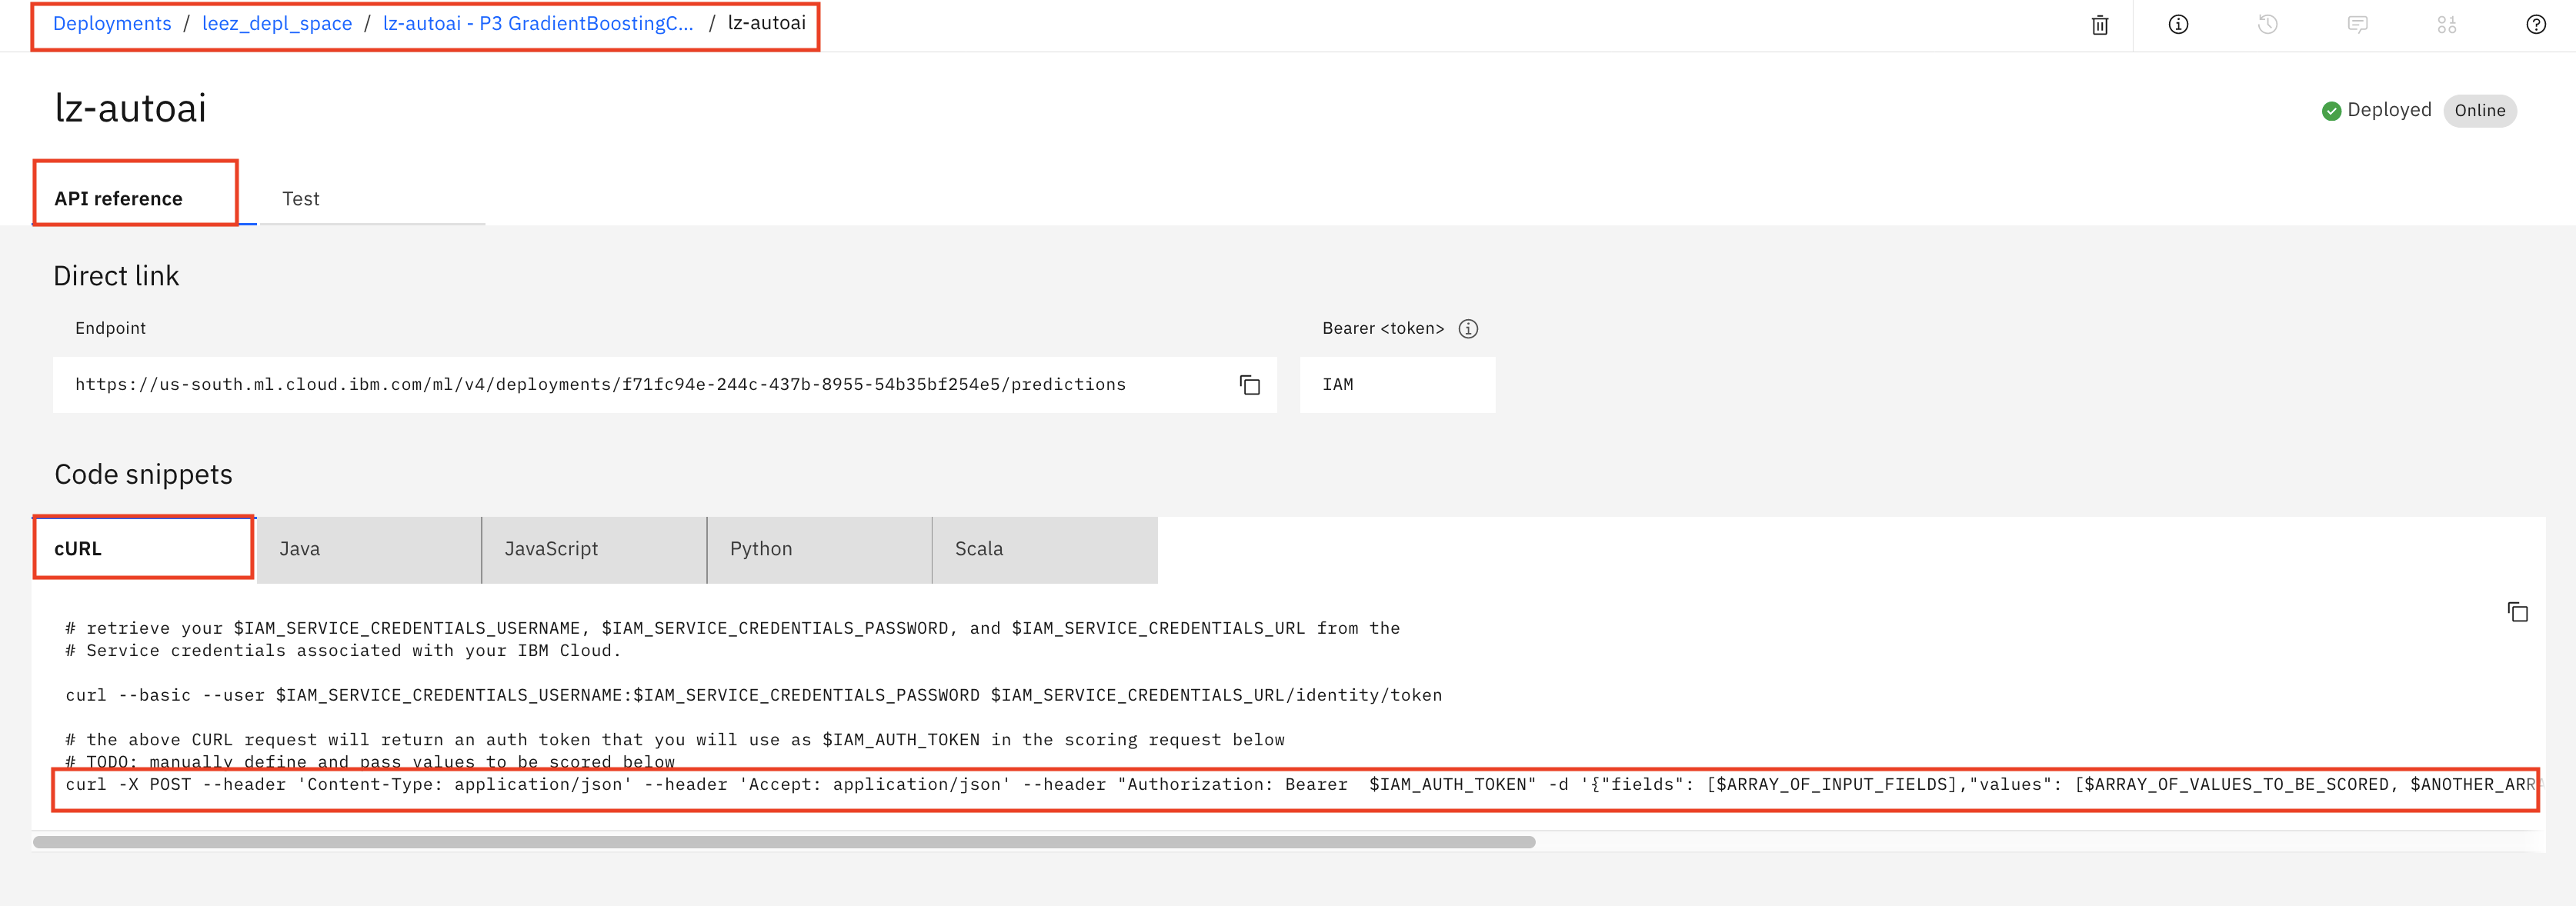 Deployments / leez_depl_space / lz-autoai - P3 GradientBoostingC... / lz-autoai
lz-autoai
Deployed Online
API reference Test
Direct link
Endpoint Bearer <token>
https://us-south.ml.cloud.ibm.com/ml/v4/deployments/f71fc94e-244c-437b-8955-54b35bf254e5/predictions IAM
Code snippets
cURL Java JavaScript Python Scala
# retrieve your $IAM_SERVICE_CREDENTIALS_USERNAME, $IAM_SERVICE_CREDENTIALS_PASSWORD, and $IAM_SERVICE_CREDENTIALS_URL from the
# Service credentials associated with your IBM Cloud.
curl --basic --user $IAM_SERVICE_CREDENTIALS_USERNAME:$IAM_SERVICE_CREDENTIALS_PASSWORD $IAM_SERVICE_CREDENTIALS_URL/identity/token
# the above CURL request will return an auth token that you will use as $IAM_AUTH_TOKEN in the scoring request below
# TODO: manually define and pass values to be scored below
curl -X POST --header 'Content-Type: application/json' --header 'Accept: application/json' --header "Authorization: Bearer  $IAM_AUTH_TOKEN" -d '{"fields": [$ARRAY_OF_INPUT_FIELDS],"values": [$ARRAY_OF_VALUES_TO_BE_SCORED, $ANOTHER_ARR